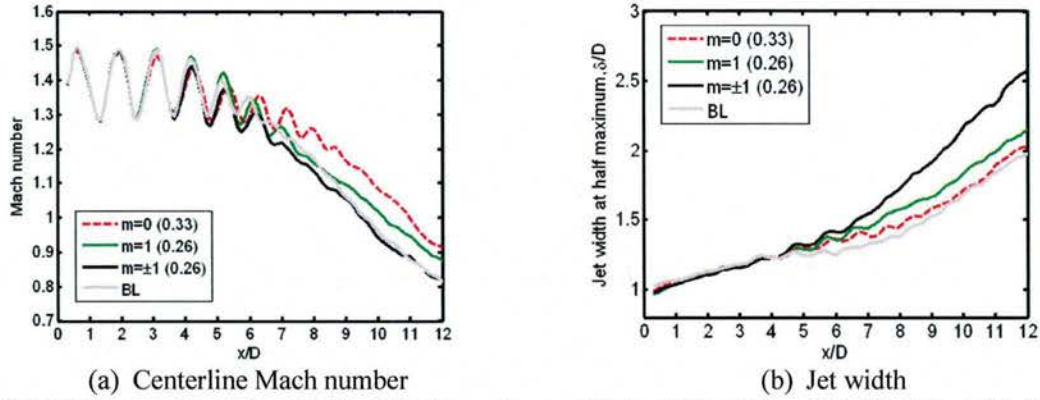 1.6
1.5
1.4
1.3
1.2
1.1
1
0.9
0.8
0.7
Mach number
m=0 (0.33)
m=1 (0.26)
m=±1 (0.26)
BL
0 1 2 3 4 5 6 7 8 9 10 11 12
x/D
(a) Centerline Mach number
3
2.5
2
1.5
1
Jet width at half maximum,δ/D
m=0 (0.33)
m=1 (0.26)
m=±1 (0.26)
BL
0 1 2 3 4 5 6 7 8 9 10 11 12
x/D
(b) Jet width